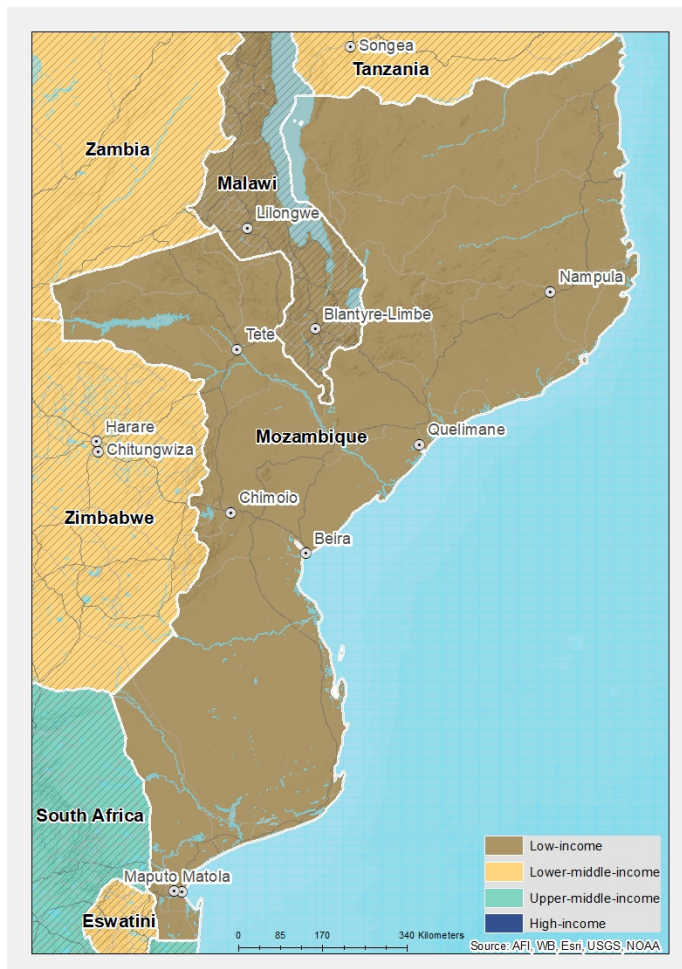 Songea
Tanzania
Zambia
Malawi
Lilongwe
Nampula
Blantyre-Limbe
Tete
Harare
Chitungwiza
Mozambique
Quelimane
Chimoio
Zimbabwe
Beira
South Africa
Maputo Matola
Eswatini
0 85 170 340 Kilometers
Low-income
Lower-middle-income
Upper-middle-income
High-income
Source: AFI, WB, Esri, USGS, NOAA